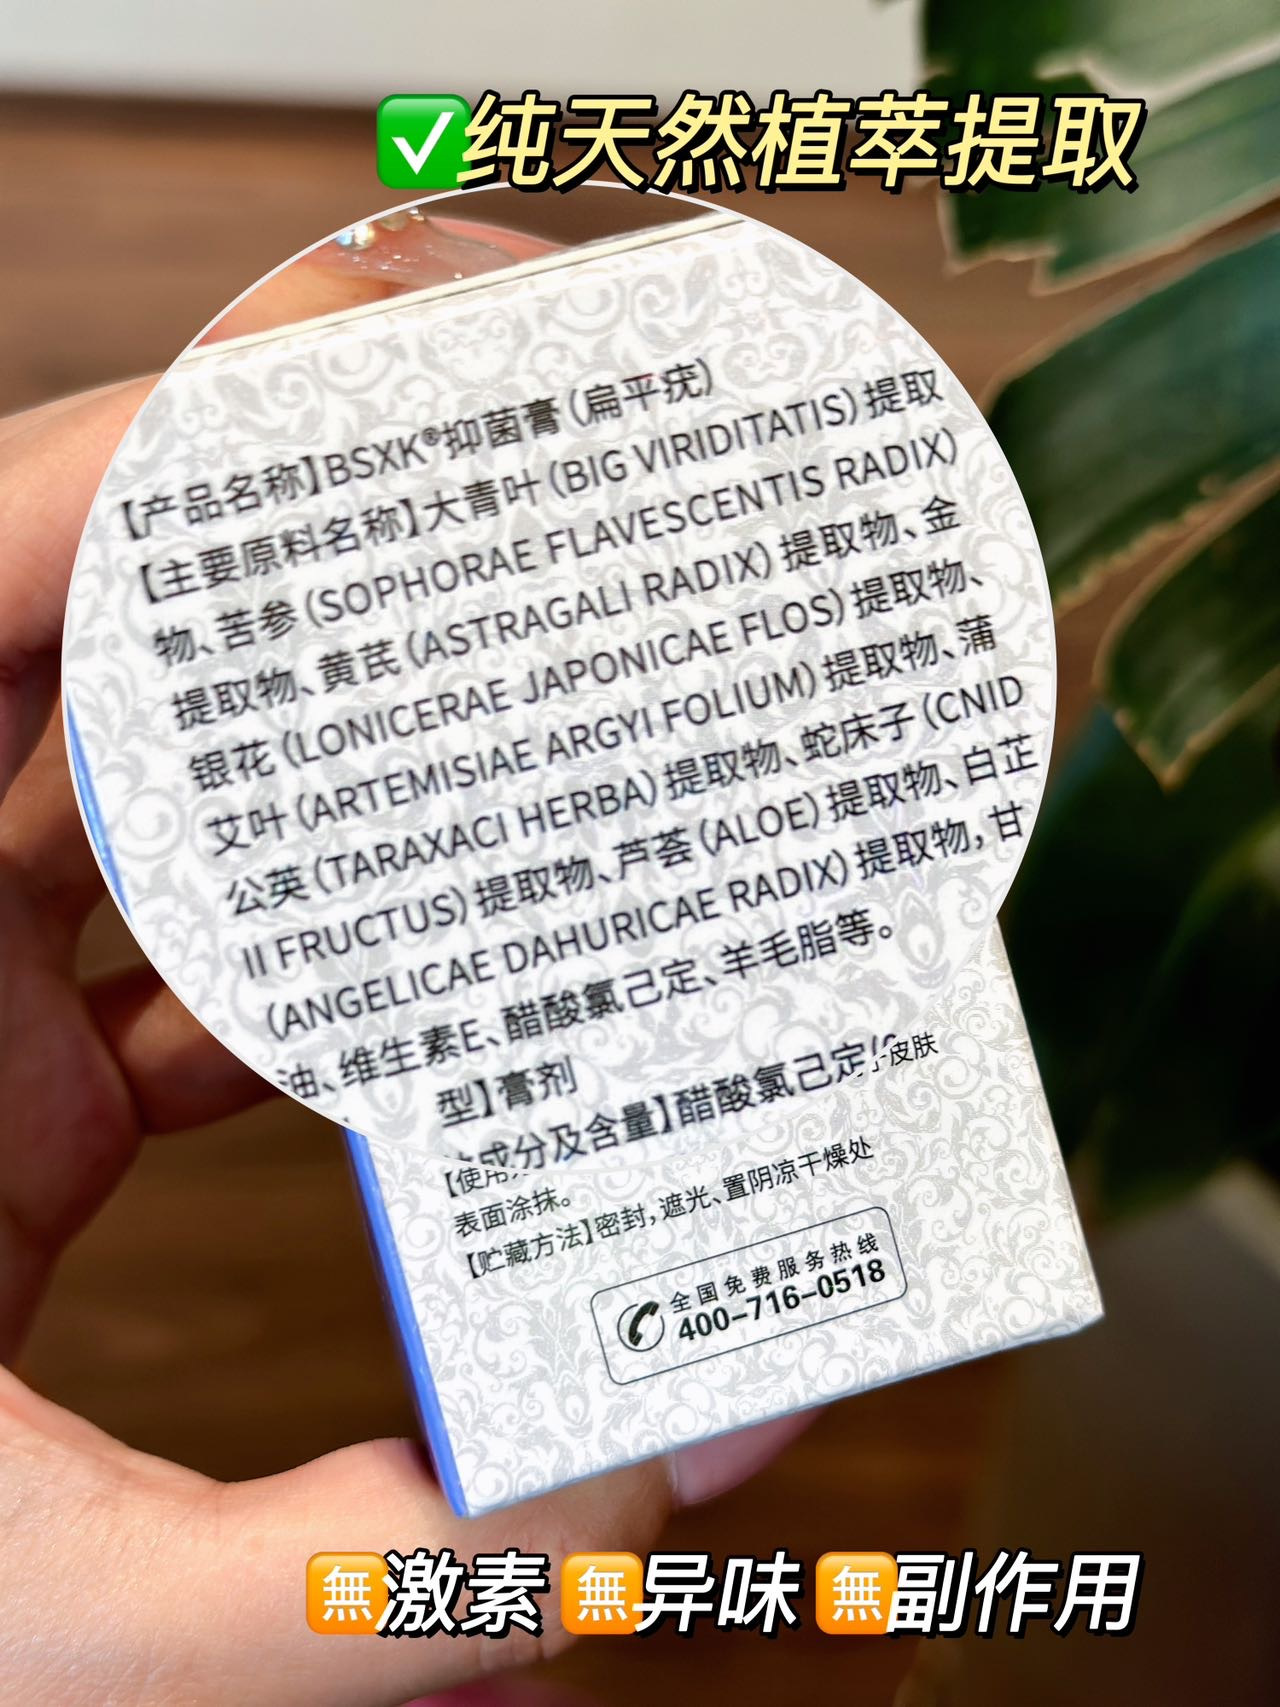 ✅纯天然植萃提取
【产品名称】BSXK®抑菌膏(扁平疣)
【主要原料名称】大青叶(BIG VIRIDITATIS)提取
物、苦参(SOPHORAE FLAVESCENTIS RADIX)
提取物、黄芪(ASTRAGALI RADIX)提取物、金
银花(LONICERAE JAPONICAE FLOS)提取物、
艾叶(ARTEMISIAE ARGYI FOLIUM)提取物、蒲
公英(TARAXACI HERBA)提取物、蛇床子(CNID
II FRUCTUS)提取物、芦荟(ALOE)提取物、白芷
(ANGELICAE DAHURICAE RADIX)提取物,甘
油、维生素E、醋酸氯己定、羊毛脂等。
型】膏剂
成分及含量】醋酸氯己定
皮肤
【使用
表面涂抹。
【贮藏方法】密封,遮光、置阴凉干燥处
全国免费服务热线
400-716-0518
🈚激素 🈚异味 🈚副作用